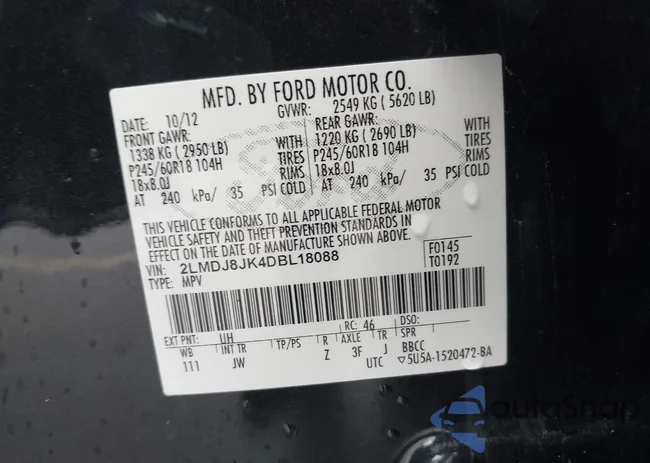 MFD. BY FORD MOTOR CO.
DATE: 10/12 GVWR: 2549 KG ( 5620 LB)
FRONT GAWR: REAR GAWR:
1338 KG ( 2950 LB) WITH 1220 KG ( 2690 LB) WITH
P245/60R18 104H TIRES P245/60R18 104H TIRES
18x8.0J RIMS 18x8.0J RIMS
AT 240 kPa/ 35 PSI COLD AT 240 kPa/ 35 PSI COLD
THIS VEHICLE CONFORMS TO ALL APPLICABLE FEDERAL MOTOR
VEHICLE SAFETY AND THEFT PREVENTION STANDARDS IN
EFFECT ON THE DATE OF MANUFACTURE SHOWN ABOVE.
VIN: 2LMDJ8JK4DBL18088 F0145
TYPE: MPV T0192
EXT PNT: UH RC: 46 DSO:
WB INT TR TP/PS R AXLE TR SPR
111 JW Z 3F J BBCC
UTC ▽5U5A-1520472-BA
autoSnap